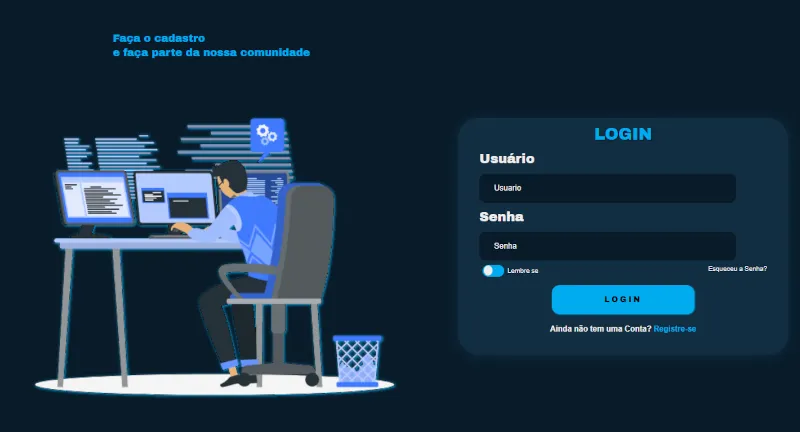 Faça o cadastro
e faça parte da nossa comunidade
LOGIN
Usuário
Usuario
Senha
Senha
Lembre se
Esqueceu a Senha?
LOGIN
Ainda não tem uma Conta? Registre-se